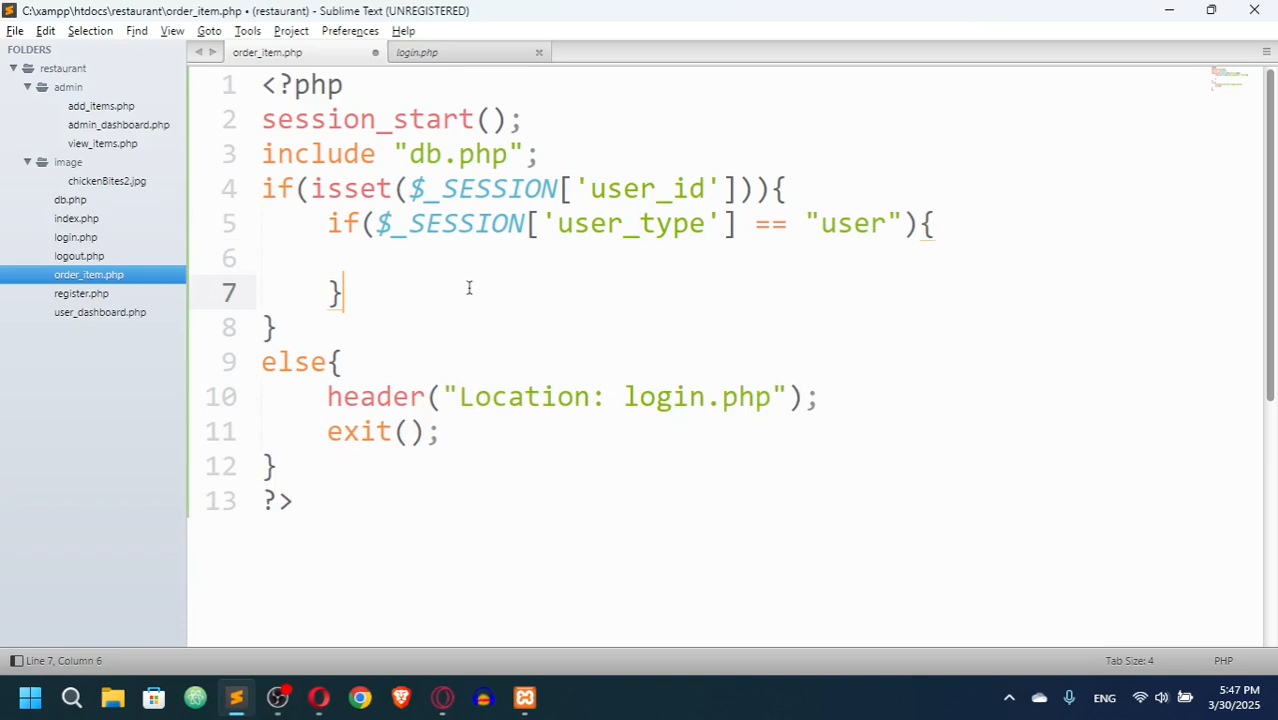 C:\xampp\htdocs\restaurant\order_item.php • (restaurant) - Sublime Text (UNREGISTERED)
File Edit Selection Find View Goto Tools Project Preferences Help
FOLDERS
restaurant
admin
add_items.php
admin_dashboard.php
view_items.php
image
chickenBites2.jpg
db.php
index.php
login.php
logout.php
order_item.php
register.php
user_dashboard.php
order_item.php
login.php
1 <?php
2 session_start();
3 include "db.php";
4 if(isset($_SESSION['user_id'])){
5     if($_SESSION['user_type'] == "user"){
6
7     }
8 }
9 else{
10     header("Location: login.php");
11     exit();
12 }
13 ?>
Line 7, Column 6
Tab Size: 4
PHP
ENG
5:47 PM
3/30/2025